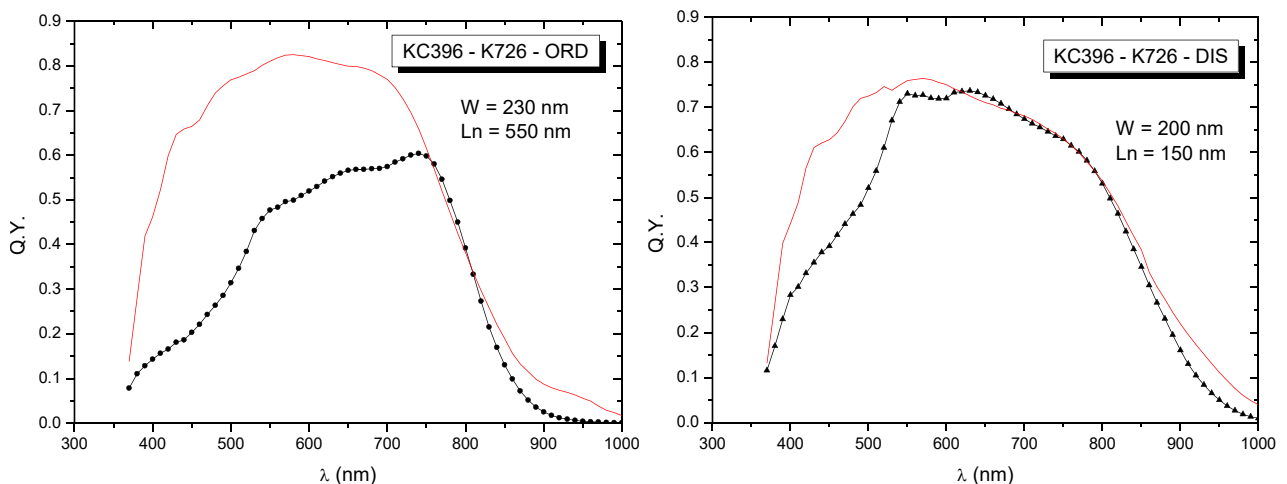 KC396 - K726 - ORD
W = 230 nm
Ln = 550 nm
Q.Y.
0.9
0.8
0.7
0.6
0.5
0.4
0.3
0.2
0.1
0.0
300 400 500 600 700 800 900 1000
λ (nm)
KC396 - K726 - DIS
W = 200 nm
Ln = 150 nm
Q.Y.
0.9
0.8
0.7
0.6
0.5
0.4
0.3
0.2
0.1
0.0
300 400 500 600 700 800 900 1000
λ (nm)